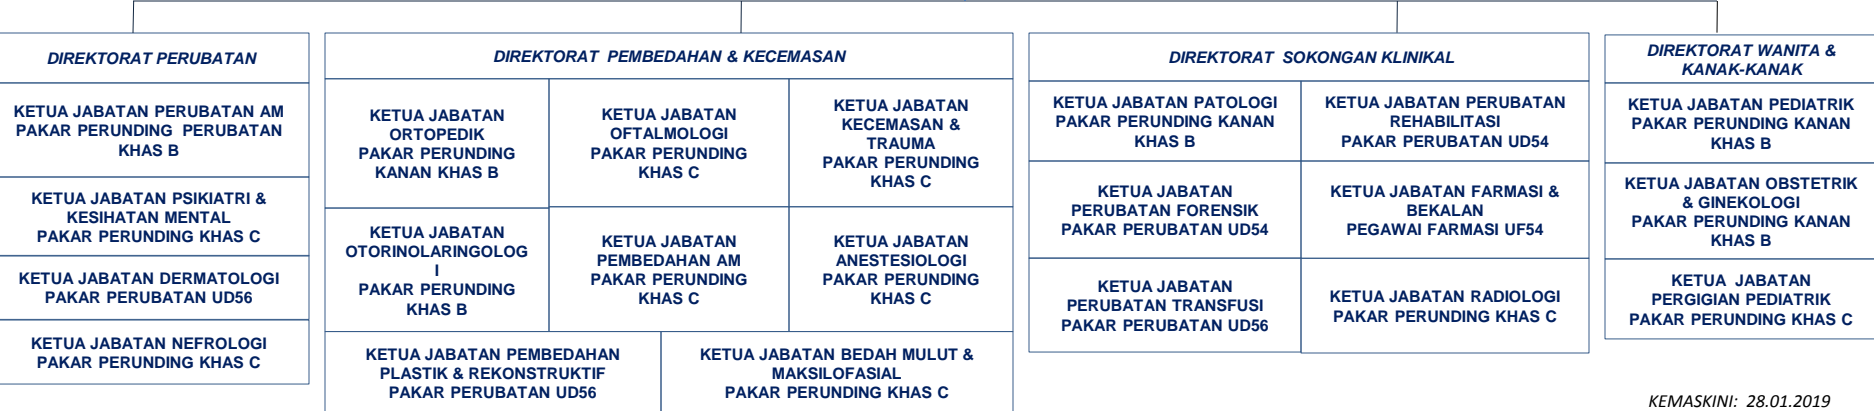 DIREKTORAT PERUBATAN
KETUA JABATAN PERUBATAN AM
PAKAR PERUNDING PERUBATAN
KHAS B
KETUA JABATAN PSIKIATRI &
KESIHATAN MENTAL
PAKAR PERUNDING KHAS C
KETUA JABATAN DERMATOLOGI
PAKAR PERUBATAN UD56
KETUA JABATAN NEFROLOGI
PAKAR PERUNDING KHAS C
DIREKTORAT PEMBEDAHAN & KECEMASAN
KETUA JABATAN
ORTOPEDIK
PAKAR PERUNDING
KANAN KHAS B
KETUA JABATAN
OFTALMOLOGI
PAKAR PERUNDING
KHAS C
KETUA JABATAN
KECEMASAN &
TRAUMA
PAKAR PERUNDING
KHAS C
KETUA JABATAN
OTORINOLARINGOLOG
I
PAKAR PERUNDING
KHAS B
KETUA JABATAN
PEMBEDAHAN AM
PAKAR PERUNDING
KHAS C
KETUA JABATAN
ANESTESIOLOGI
PAKAR PERUNDING
KHAS C
KETUA JABATAN PEMBEDAHAN
PLASTIK & REKONSTRUKTIF
PAKAR PERUBATAN UD56
KETUA JABATAN BEDAH MULUT &
MAKSILOFASIAL
PAKAR PERUNDING KHAS C
DIREKTORAT SOKONGAN KLINIKAL
KETUA JABATAN PATOLOGI
PAKAR PERUNDING KANAN
KHAS B
KETUA JABATAN PERUBATAN
REHABILITASI
PAKAR PERUBATAN UD54
KETUA JABATAN
PERUBATAN FORENSIK
PAKAR PERUBATAN UD54
KETUA JABATAN FARMASI &
BEKALAN
PEGAWAI FARMASI UF54
KETUA JABATAN
PERUBATAN TRANSFUSI
PAKAR PERUBATAN UD56
KETUA JABATAN RADIOLOGI
PAKAR PERUNDING KHAS C
DIREKTORAT WANITA &
KANAK-KANAK
KETUA JABATAN PEDIATRIK
PAKAR PERUNDING KANAN
KHAS B
KETUA JABATAN OBSTETRIK
& GINEKOLOGI
PAKAR PERUNDING KANAN
KHAS B
KETUA JABATAN
PERGIGIAN PEDIATRIK
PAKAR PERUNDING KHAS C
KEMASKINI: 28.01.2019